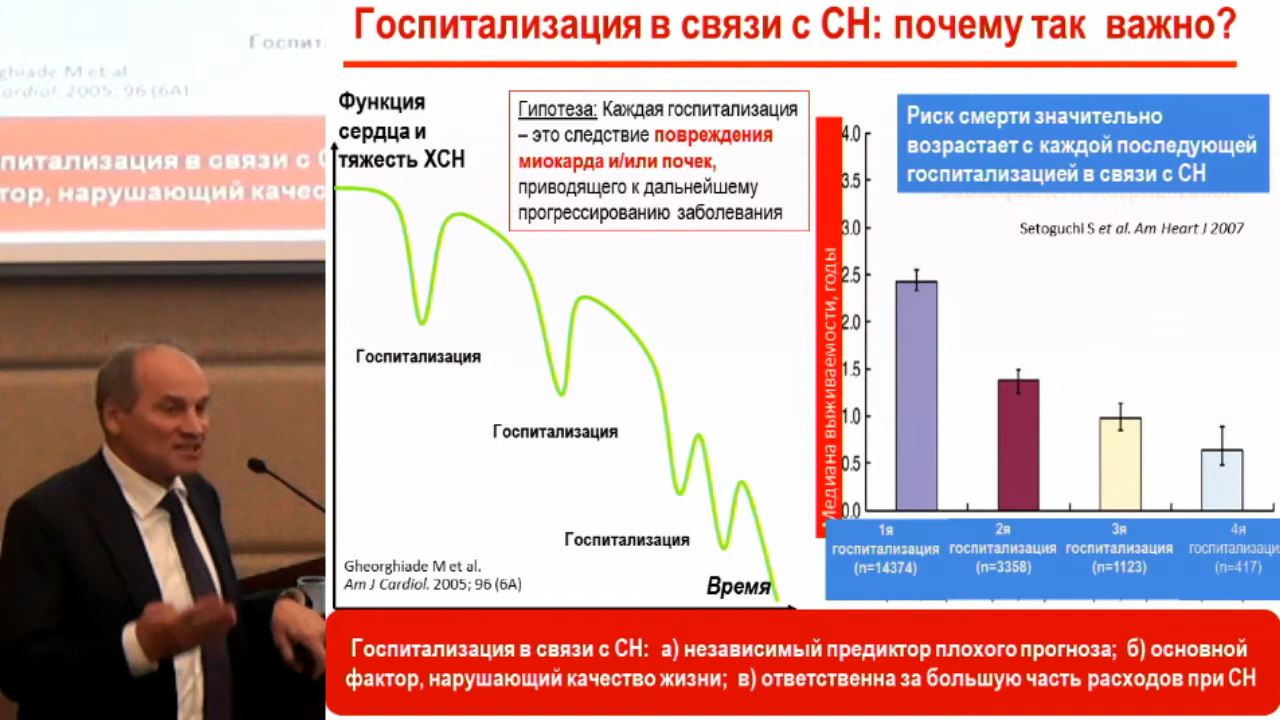 Госпитализация в связи с СН: почему так важно?
Госпит
ghiade M et al
ardiol. 2005; 96 (6A)
питализация в связи с С
тор, нарушающий качес
Функция
сердца и
тяжесть ХСН
Гипотеза: Каждая госпитализация
– это следствие повреждения
миокарда и/или почек,
приводящего к дальнейшему
прогрессированию заболевания
Госпитализация
Госпитализация
Госпитализация
Gheorghiade M et al.
Am J Cardiol. 2005; 96 (6A)
Время
Риск смерти значительно
возрастает с каждой последующей
госпитализацией в связи с СН
Setoguchi S et al. Am Heart J 2007
Медиана выживаемости, годы
4.0
3.5
3.0
2.5
2.0
1.5
1.0
0.5
0.0
1я
госпитализация
(n=14374)
2я
госпитализация
(n=3358)
3я
госпитализация
(n=1123)
4я
госпитализаци
(n=417)
Госпитализация в связи с СН: а) независимый предиктор плохого прогноза; б) основной
фактор, нарушающий качество жизни; в) ответственна за большую часть расходов при СН